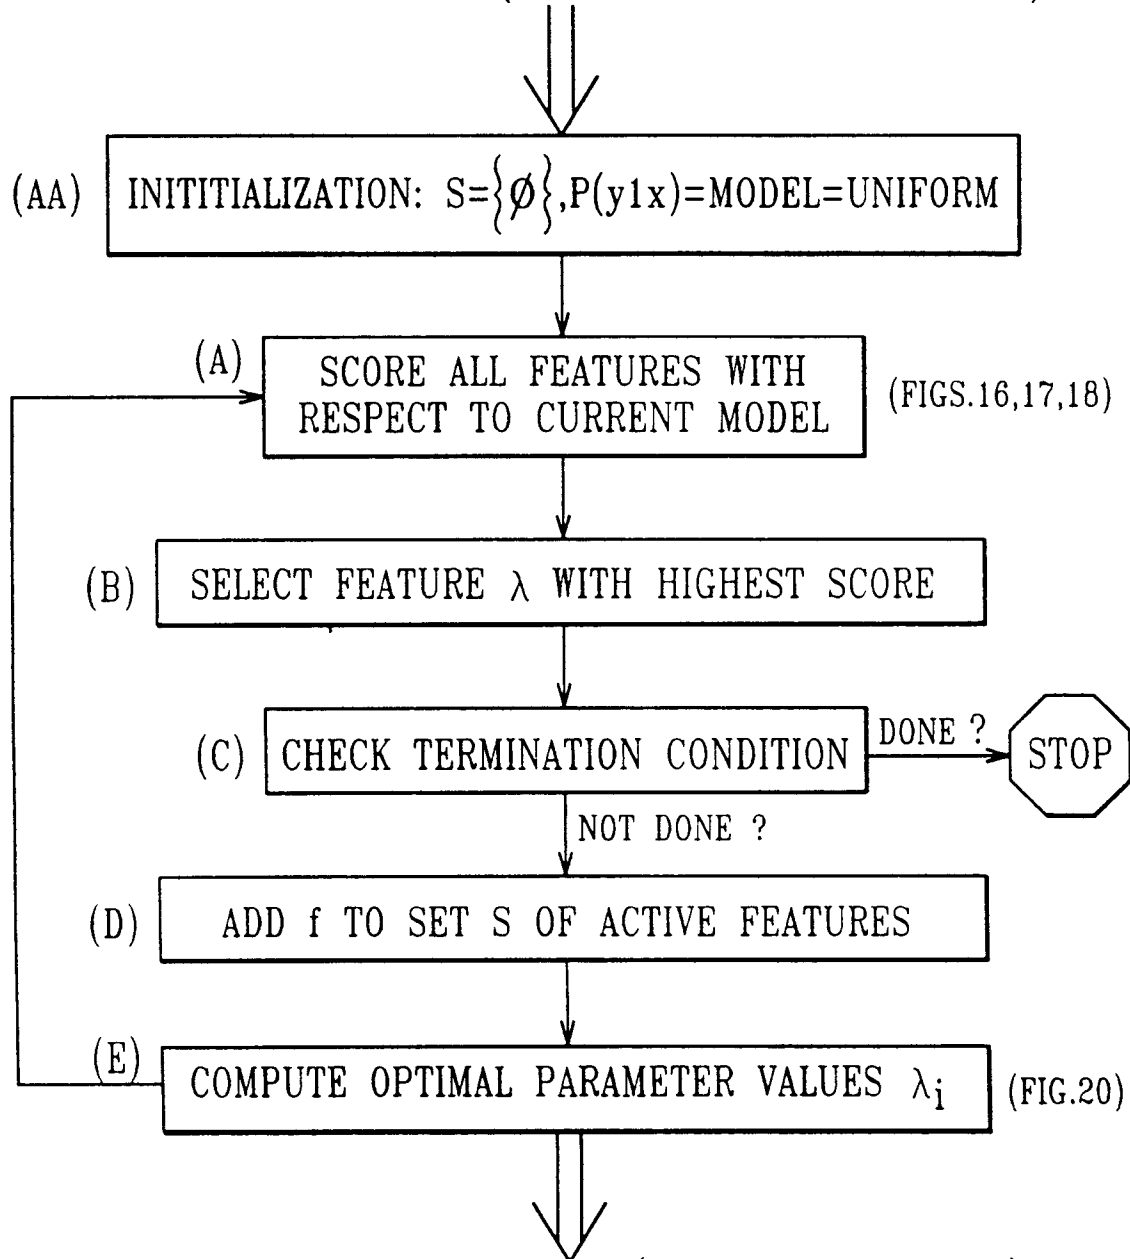 (AA) INITITIALIZATION: S={∅},P(y1x)=MODEL=UNIFORM
(A) SCORE ALL FEATURES WITH
RESPECT TO CURRENT MODEL
(FIGS.16,17,18)
(B) SELECT FEATURE λ WITH HIGHEST SCORE
(C) CHECK TERMINATION CONDITION
DONE ?
STOP
NOT DONE ?
(D) ADD f TO SET S OF ACTIVE FEATURES
(E) COMPUTE OPTIMAL PARAMETER VALUES λi
(FIG.20)